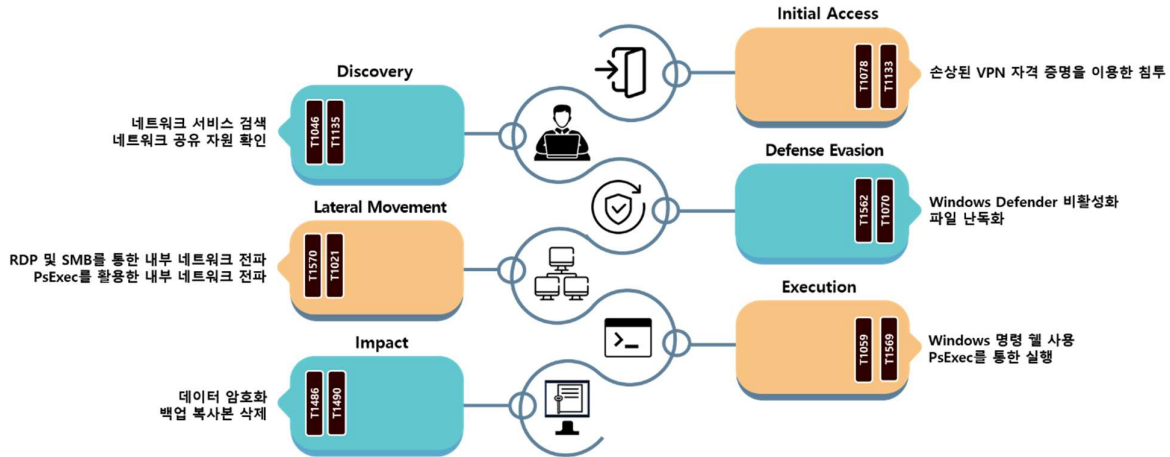 Initial Access
T1078
T1133
손상된 VPN 자격 증명을 이용한 침투
Discovery
네트워크 서비스 검색
네트워크 공유 자원 확인
T1046
T1135
Defense Evasion
T1562
T1070
Windows Defender 비활성화
파일 난독화
Lateral Movement
RDP 및 SMB를 통한 내부 네트워크 전파
PsExec를 활용한 내부 네트워크 전파
T1570
T1021
Execution
T1059
T1569
Windows 명령 쉘 사용
PsExec를 통한 실행
Impact
데이터 암호화
백업 복사본 삭제
T1486
T1490